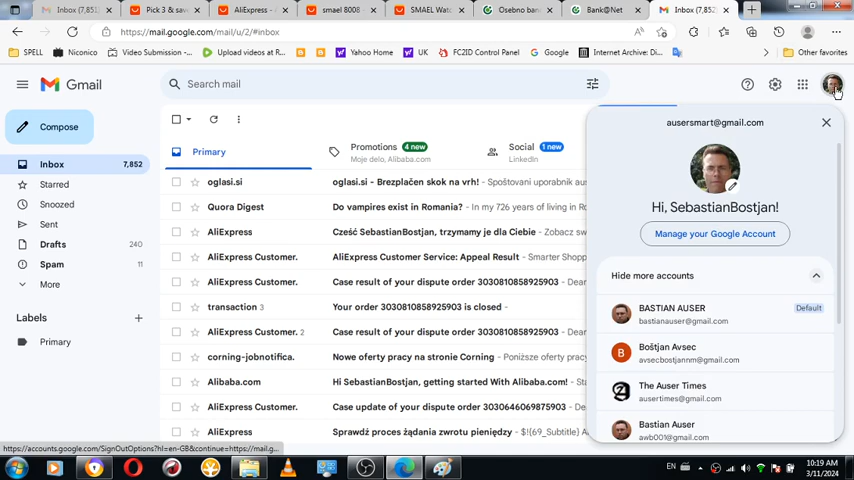 Inbox (7,851
Pick 3 & save
AliExpress - A
smael 8008
SMAEL Watc
Osebno ban
Bank@Net
Inbox (7,852
https://mail.google.com/mail/u/2/#inbox
SPELL
Niconico
Video Submission -...
Upload videos at R...
Yahoo Home
UK
FC2ID Control Panel
Google
Internet Archive: Di...
Other favorites
Gmail
Search mail
ausersmart@gmail.com
Compose
Hi, SebastianBostjan!
Manage your Google Account
Hide more accounts
BASTIAN AUSER
Default
bastianauser@gmail.com
Boštjan Avsec
avsecbostjannm@gmail.com
The Auser Times
ausertimes@gmail.com
Bastian Auser
awb001@gmail.com
Inbox 7,852
Starred
Snoozed
Sent
Drafts 240
Spam 11
More
Labels
Primary
Primary
Promotions 4 new
Moje delo, Alibaba.com
Social 1 new
LinkedIn
oglasi.si oglasi.si - Brezplačen skok na vrh! - Spoštovani uporabnik
Quora Digest Do vampires exist in Romania? - In my 726 years of living in R
AliExpress Cześć SebastianBostjan, trzymamy je dla Ciebie - Zobacz sw
AliExpress Customer. AliExpress Customer Service: Appeal Result - Smarter Shopp
AliExpress Customer. Case result of your dispute order 3030810858925903 - Dear
transaction 3 Your order 3030810858925903 is closed -
AliExpress Customer. 2 Case result of your dispute order 3030810858925903 - Dear
corning-jobnotifica. Nowe oferty pracy na stronie Corning - Poniższe oferty
Alibaba.com Hi SebastianBostjan, getting started With Alibaba.com!
AliExpress Customer. Case update of your dispute order 3030646069875903 - Dear
AliExpress Sprawdź proces żądania zwrotu pieniędzy - ${69_Subtitle} A
https://accounts.google.com/SignOutOptions?hl=en-GB&continue=https://mail.g...
EN
10:19 AM
3/11/2024